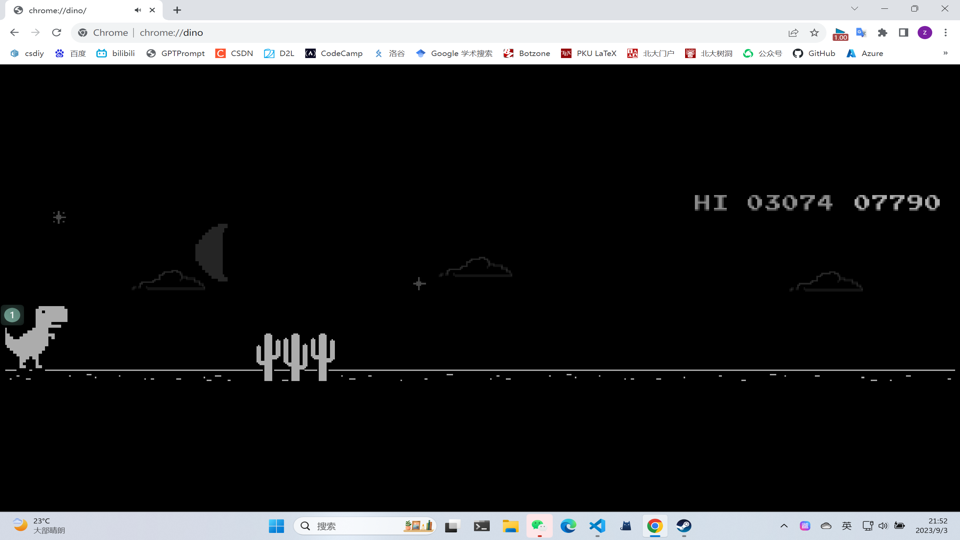 chrome://dino/
Chrome | chrome://dino
1.00
z
csdiy 百度 bilibili GPTPrompt CSDN D2L CodeCamp 洛谷 Google 学术搜索 Botzone PKU LaTeX 北大门户 北大树洞 公众号 GitHub Azure »
HI 03074 07790
1
23°C
大部晴朗
搜索
英
21:52
2023/9/3